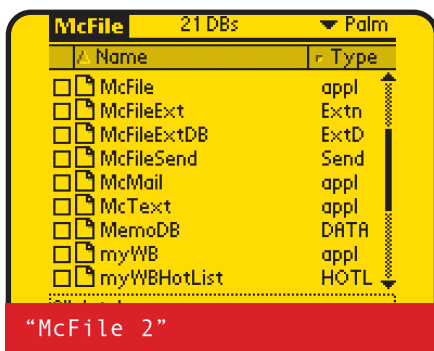 McFile 21 DBs Palm
Name Type
McFile appl
McFileExt Extn
McFileExtDB ExtD
McFileSend Send
McMail appl
McText appl
MemoDB DATA
myWB appl
myWBHotList HOTL
“McFile 2”